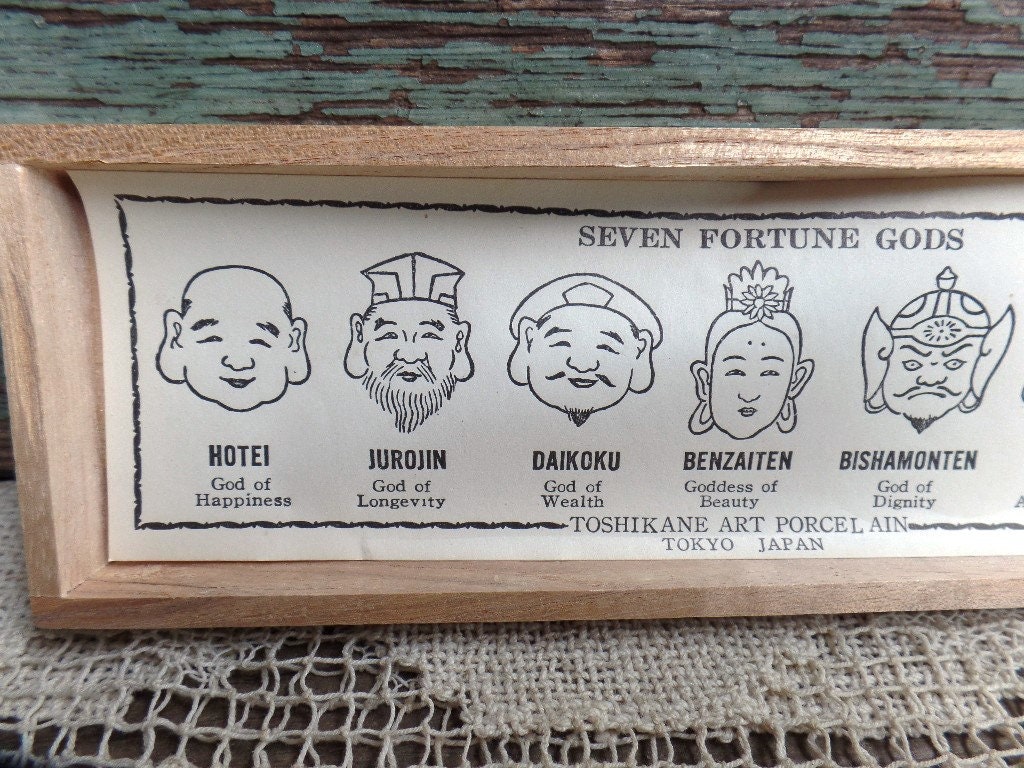 SEVEN FORTUNE GODS
HOTEI
God of
Happiness
JUROJIN
God of
Longevity
DAIKOKU
God of
Wealth
BENZAITEN
Goddess of
Beauty
BISHAMONTEN
God of
Dignity
TOSHIKANE ART PORCELAIN
TOKYO JAPAN